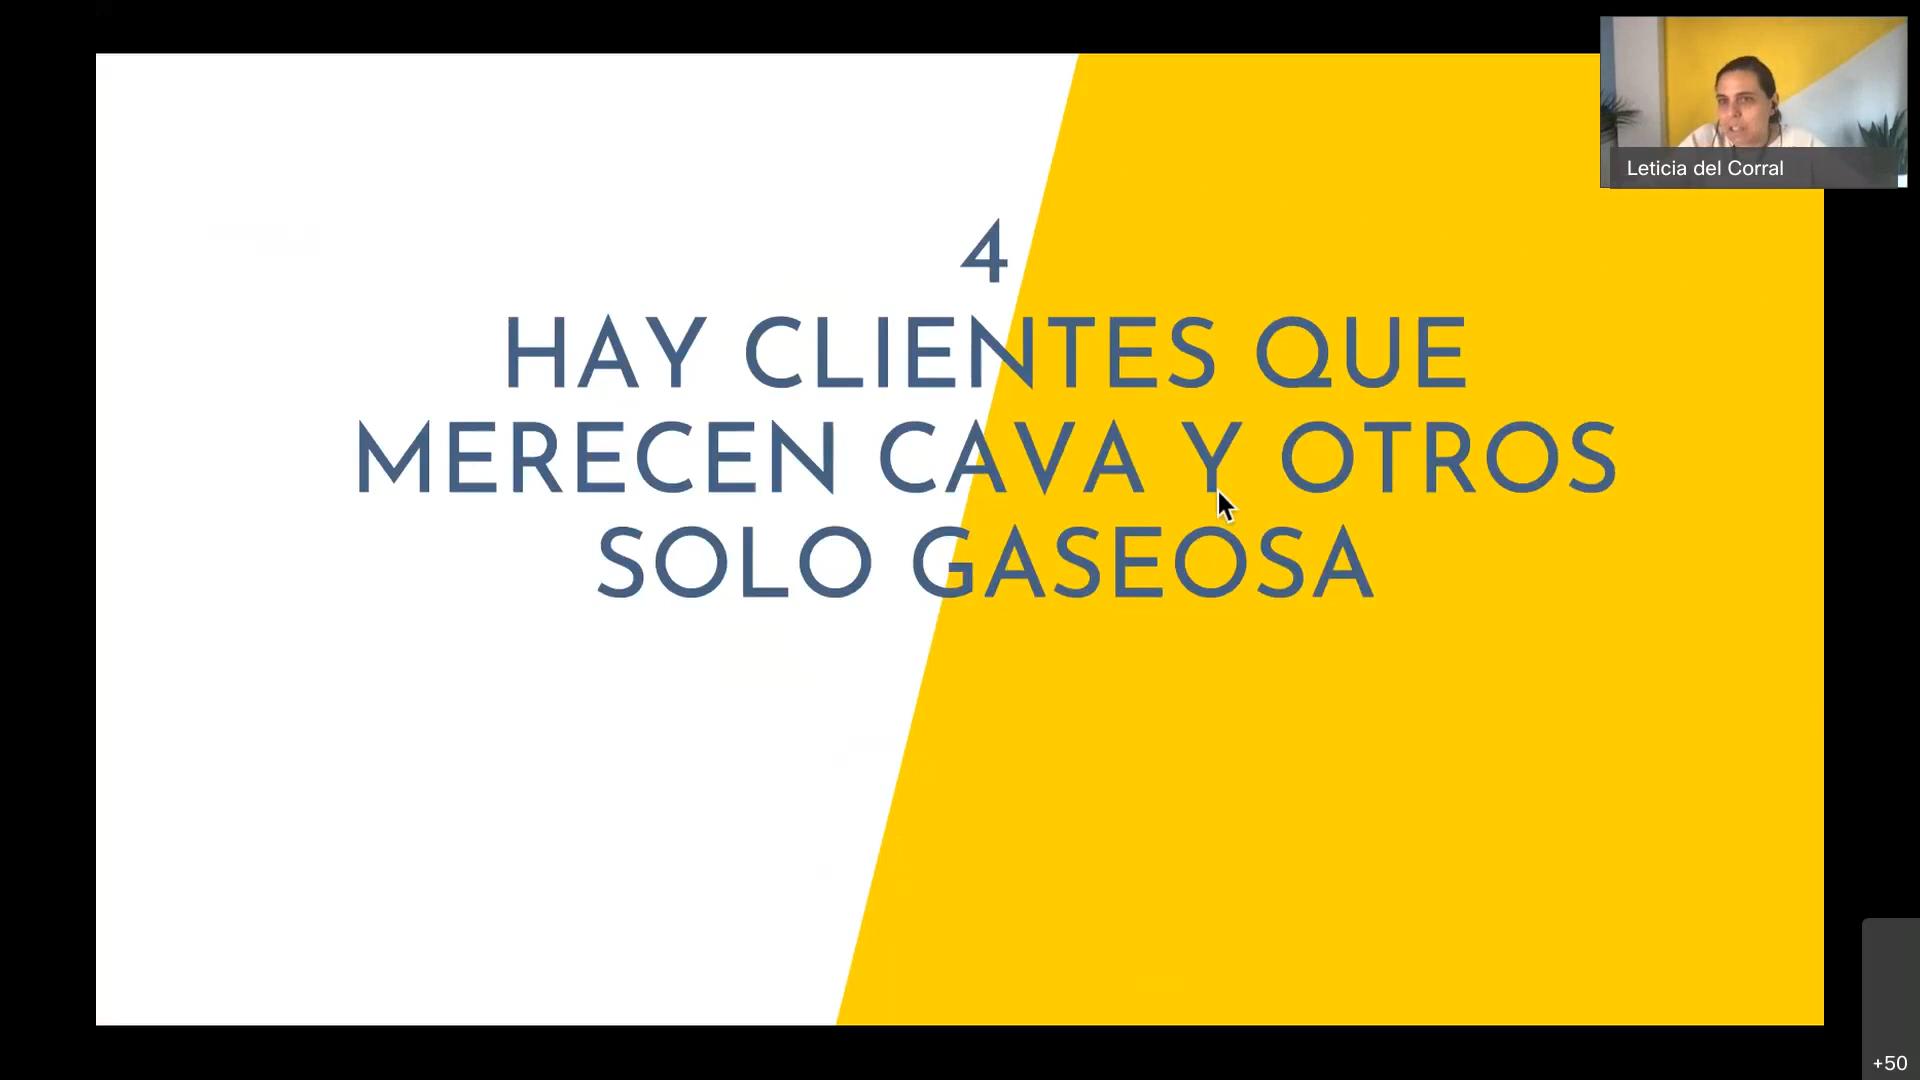 Leticia del Corral
4
HAY CLIENTES QUE
MERECEN CAVA Y OTROS
SOLO GASEOSA
+50